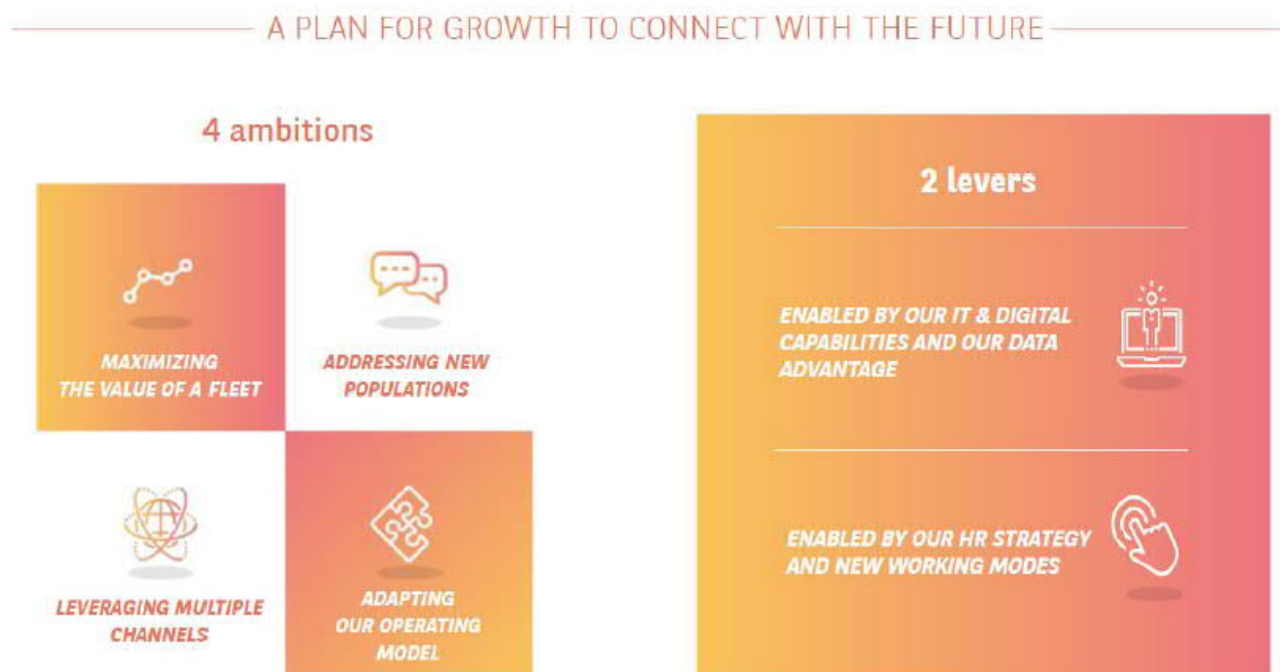 A PLAN FOR GROWTH TO CONNECT WITH THE FUTURE
4 ambitions
MAXIMIZING
THE VALUE OF A FLEET
ADDRESSING NEW
POPULATIONS
LEVERAGING MULTIPLE
CHANNELS
ADAPTING
OUR OPERATING
MODEL
2 levers
ENABLED BY OUR IT & DIGITAL
CAPABILITIES AND OUR DATA
ADVANTAGE
ENABLED BY OUR HR STRATEGY
AND NEW WORKING MODES